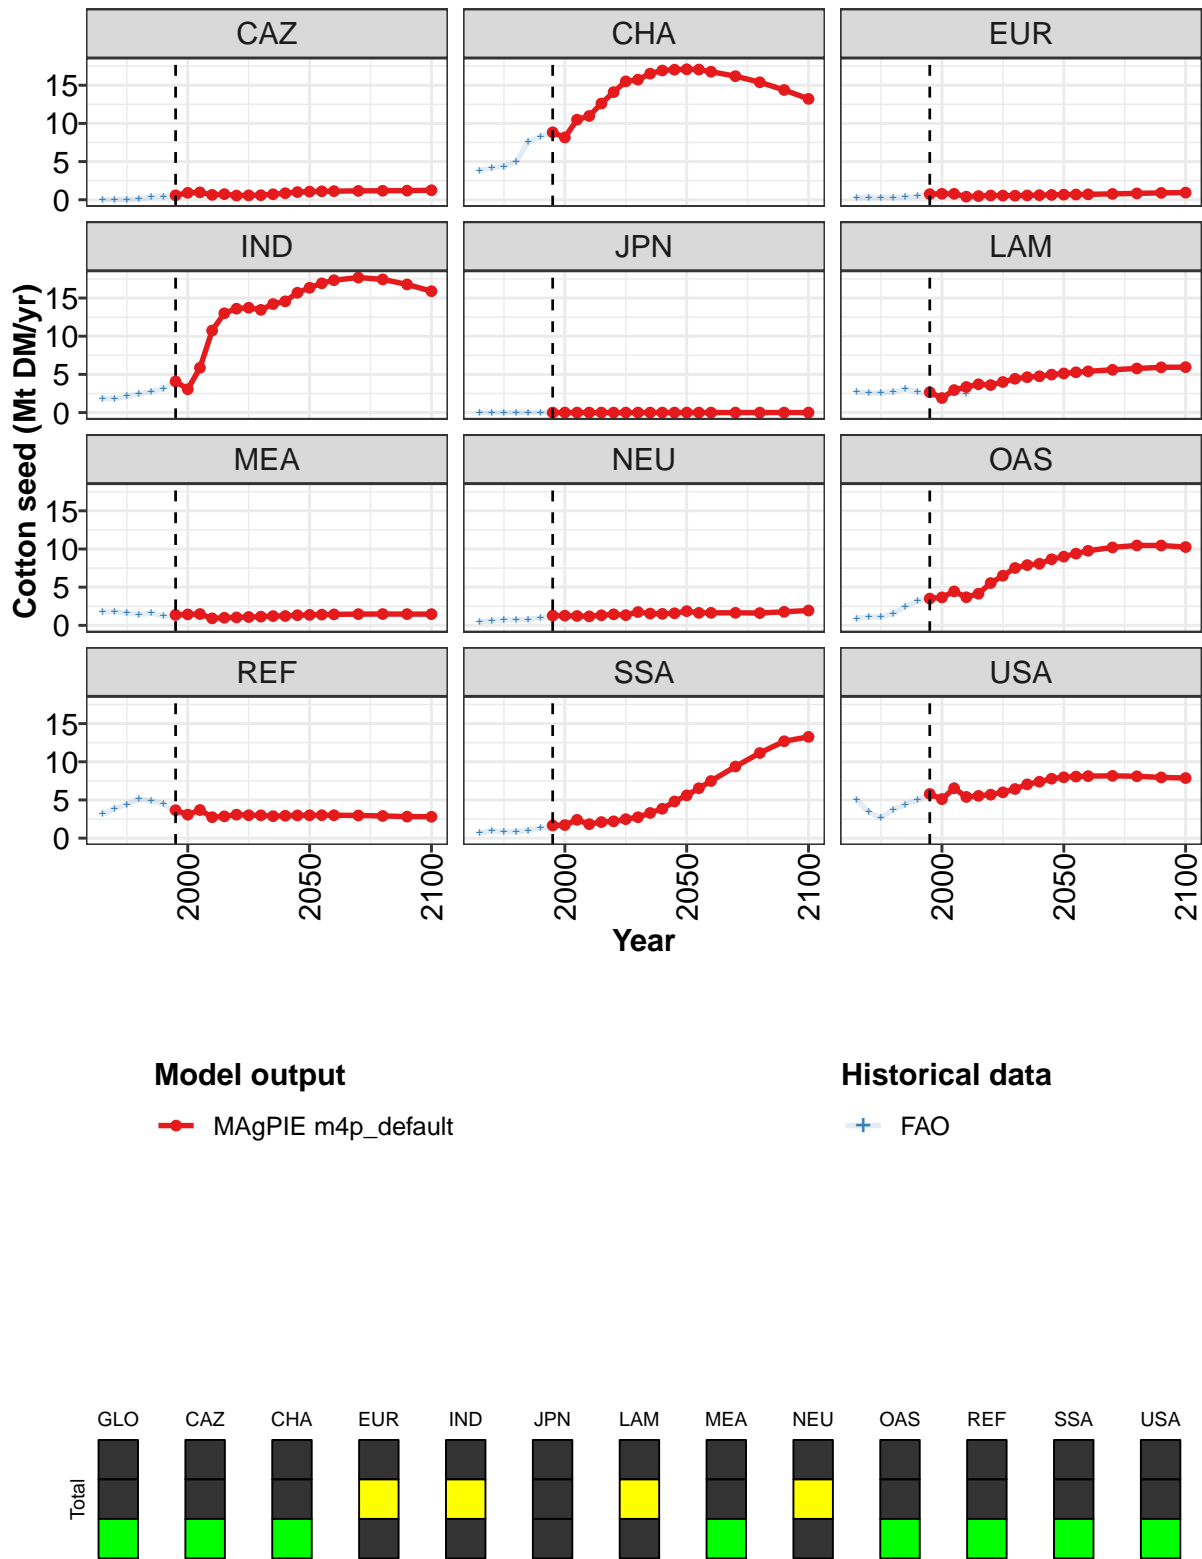 CAZ CHA EUR
15
10
5
0
IND JPN LAM
15
10
5
0
MEA NEU OAS
15
10
5
0
REF SSA USA
15
10
5
0
Cotton seed (Mt DM/yr)
2000 2050 2100 2000 2050 2100 2000 2050 2100
Year
Model output Historical data
MAgPIE m4p_default FAO
GLO CAZ CHA EUR IND JPN LAM MEA NEU OAS REF SSA USA
Total